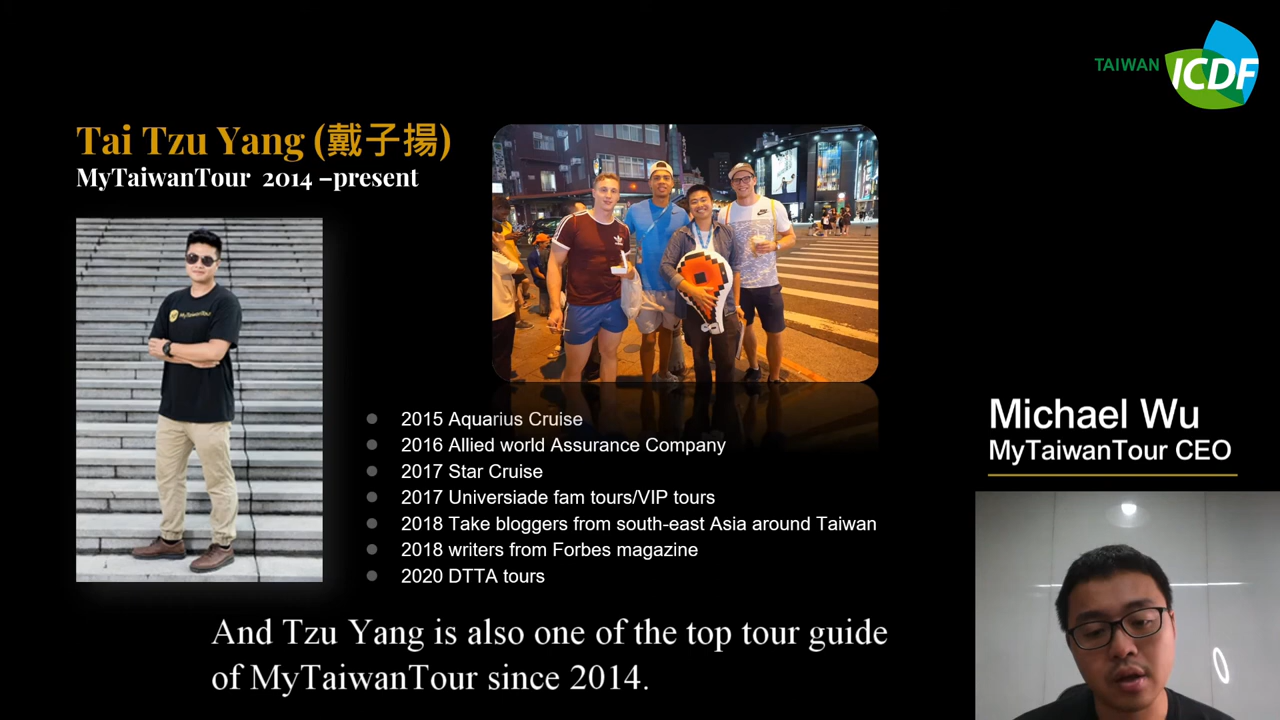 TAIWAN ICDF
Tai Tzu Yang (戴子揚)
MyTaiwanTour 2014 –present
MyTaiwanTour
2015 Aquarius Cruise
2016 Allied world Assurance Company
2017 Star Cruise
2017 Universiade fam tours/VIP tours
2018 Take bloggers from south-east Asia around Taiwan
2018 writers from Forbes magazine
2020 DTTA tours
Michael Wu
MyTaiwanTour CEO
And Tzu Yang is also one of the top tour guide
of MyTaiwanTour since 2014.